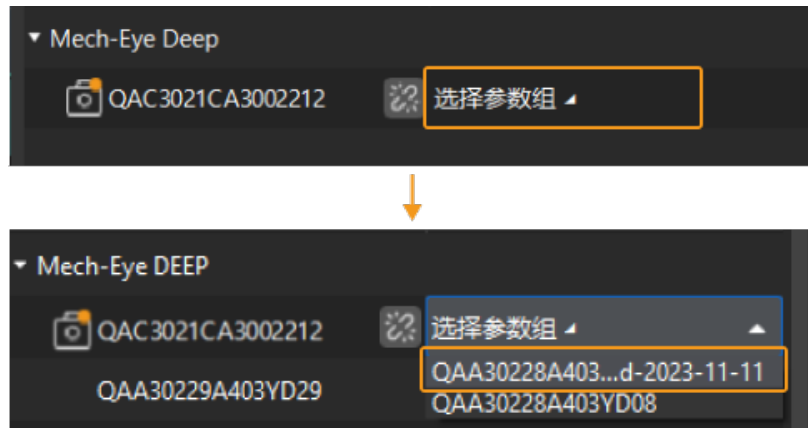 Mech-Eye Deep
QAC3021CA3002212 选择参数组
Mech-Eye DEEP
QAC3021CA3002212 选择参数组
QAA30228A403...d-2023-11-11
QAA30229A403YD29
QAA30228A403YD08